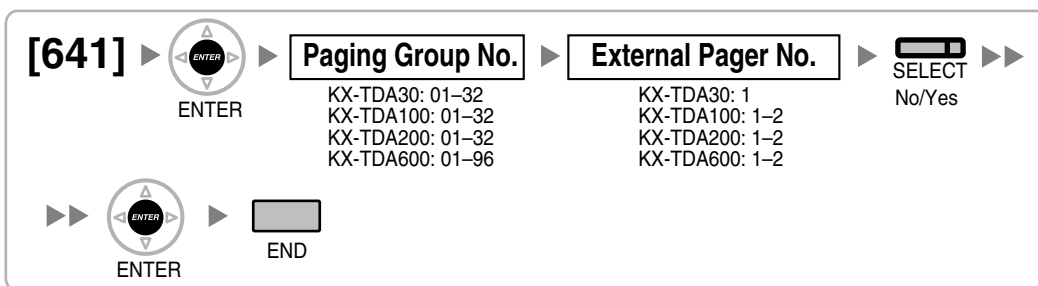 [641] ENTER Paging Group No. External Pager No.
ENTER SELECT
KX-TDA30: 01–32 KX-TDA30: 1 No/Yes
KX-TDA100: 01–32 KX-TDA100: 1–2
KX-TDA200: 01–32 KX-TDA200: 1–2
KX-TDA600: 01–96 KX-TDA600: 1–2
ENTER
ENTER END